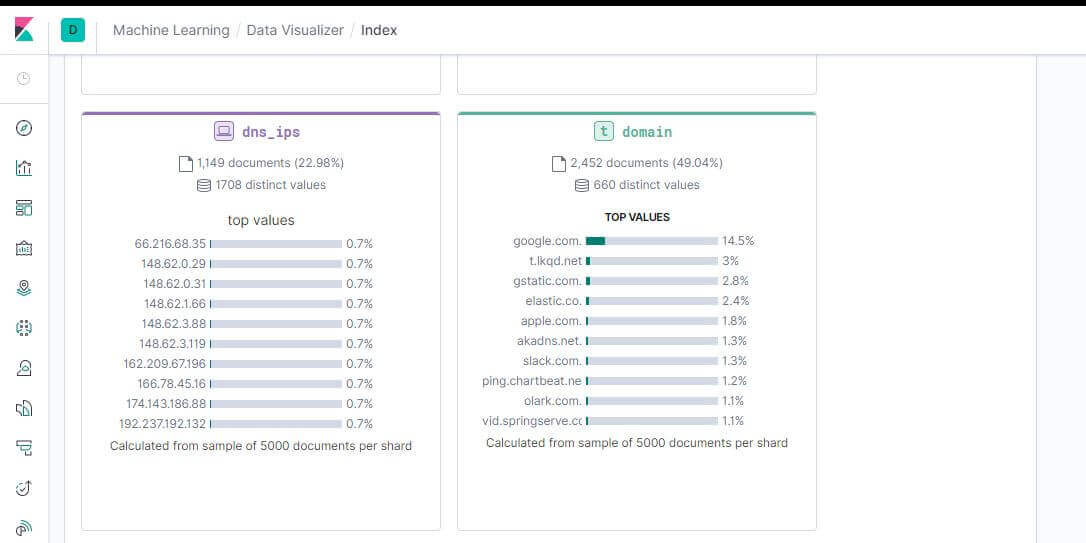 D
Machine Learning / Data Visualizer / Index
dns_ips
1,149 documents (22.98%)
1708 distinct values
top values
66.216.68.35 0.7%
148.62.0.29 0.7%
148.62.0.31 0.7%
148.62.1.66 0.7%
148.62.3.88 0.7%
148.62.3.119 0.7%
162.209.67.196 0.7%
166.78.45.16 0.7%
174.143.186.88 0.7%
192.237.192.132 0.7%
Calculated from sample of 5000 documents per shard
t domain
2,452 documents (49.04%)
660 distinct values
TOP VALUES
google.com. 14.5%
t.lkqd.net 3%
gstatic.com. 2.8%
elastic.co. 2.4%
apple.com. 1.8%
akadns.net. 1.3%
slack.com. 1.3%
ping.chartbeat.ne 1.2%
olark.com. 1.1%
vid.springserve.cc 1.1%
Calculated from sample of 5000 documents per shard